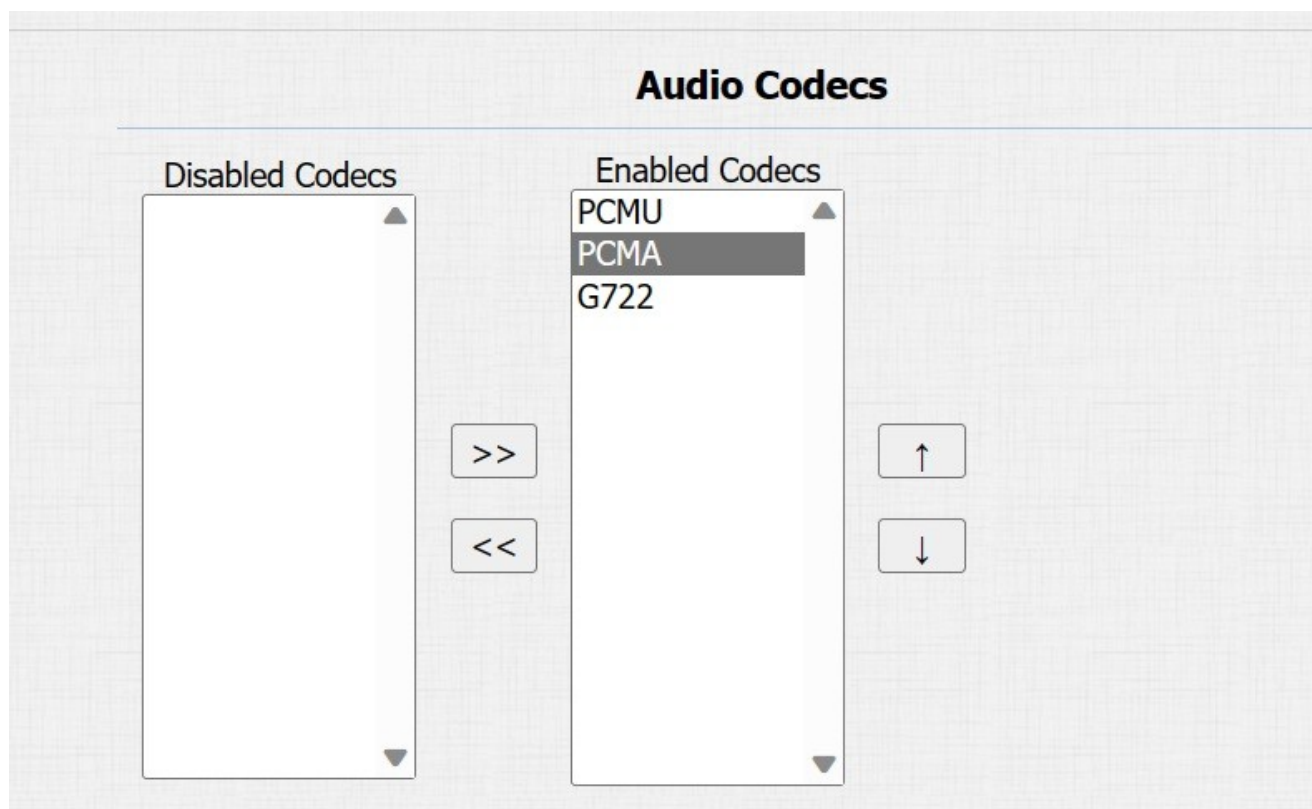 Audio Codecs
Disabled Codecs
Enabled Codecs
PCMU
PCMA
G722
>>
↑
<<
↓